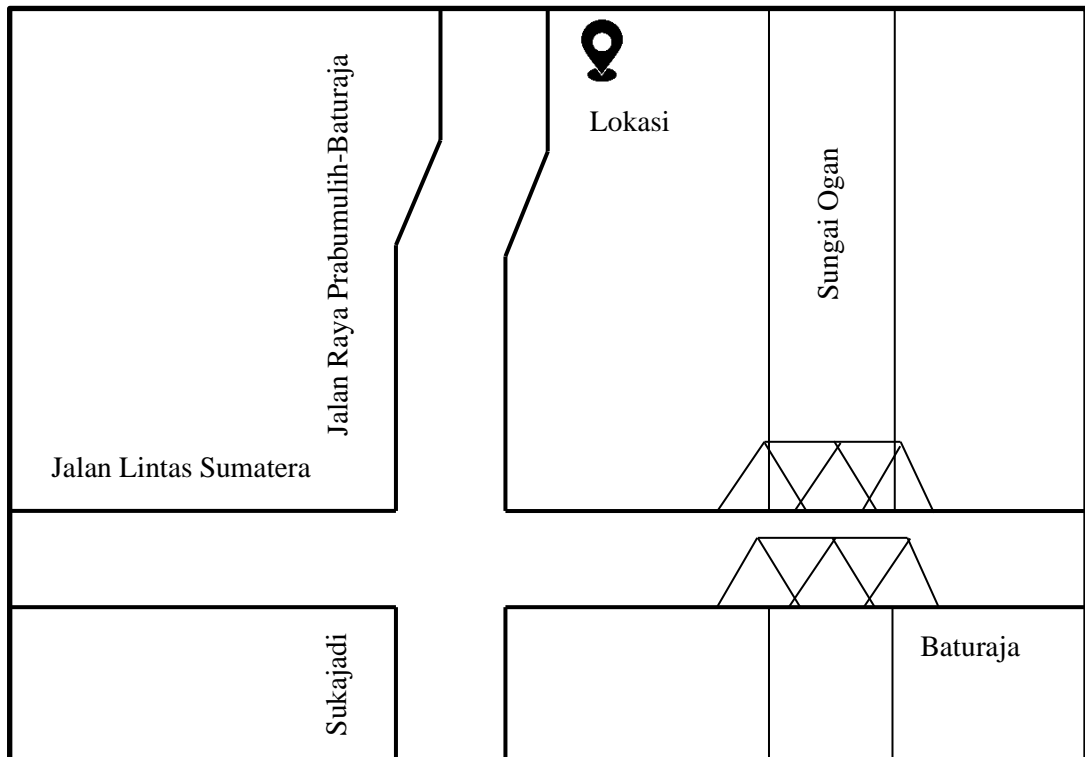 Lokasi
Jalan Raya Prabumulih-Baturaja
Sungai Ogan
Jalan Lintas Sumatera
Sukajadi
Baturaja